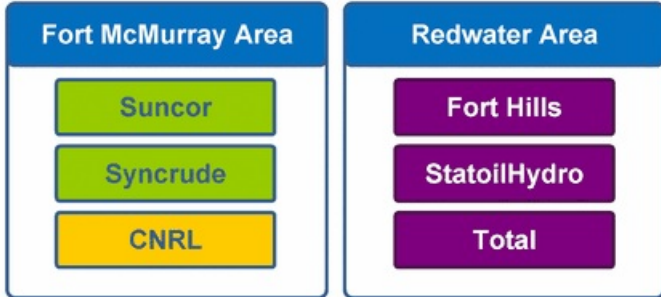 Fort McMurray Area
Suncor
Syncrude
CNRL
Redwater Area
Fort Hills
StatoilHydro
Total